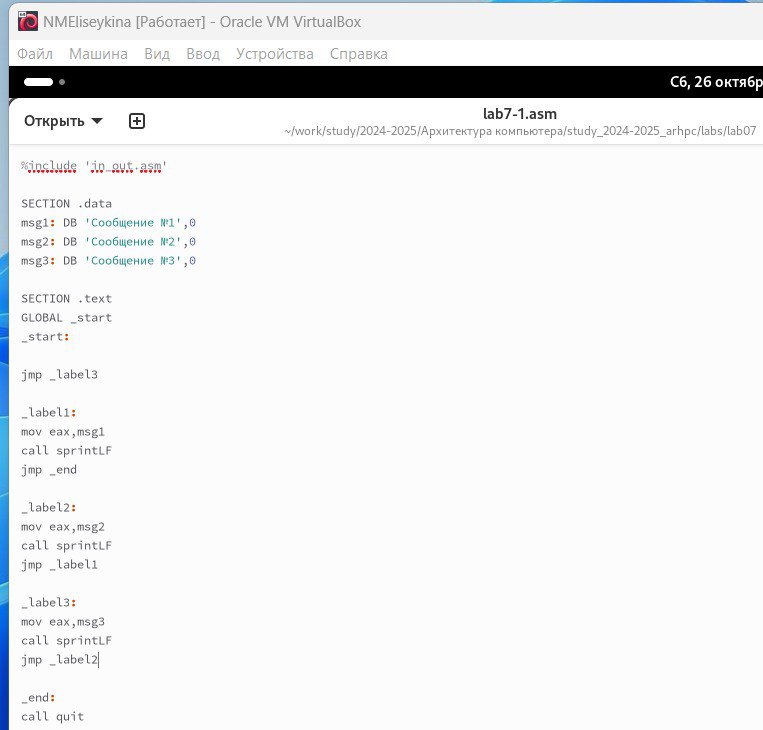 NMEliseykina [Работает] - Oracle VM VirtualBox
Файл Машина Вид Ввод Устройства Справка
Сб, 26 октябр
Открыть
lab7-1.asm
~/work/study/2024-2025/Архитектура компьютера/study_2024-2025_arhpc/labs/lab07
%include 'in_out.asm'
SECTION .data
msg1: DB 'Сообщение №1',0
msg2: DB 'Сообщение №2',0
msg3: DB 'Сообщение №3',0
SECTION .text
GLOBAL _start
_start:
jmp _label3
_label1:
mov eax,msg1
call sprintLF
jmp _end
_label2:
mov eax,msg2
call sprintLF
jmp _label1
_label3:
mov eax,msg3
call sprintLF
jmp _label2
_end:
call quit